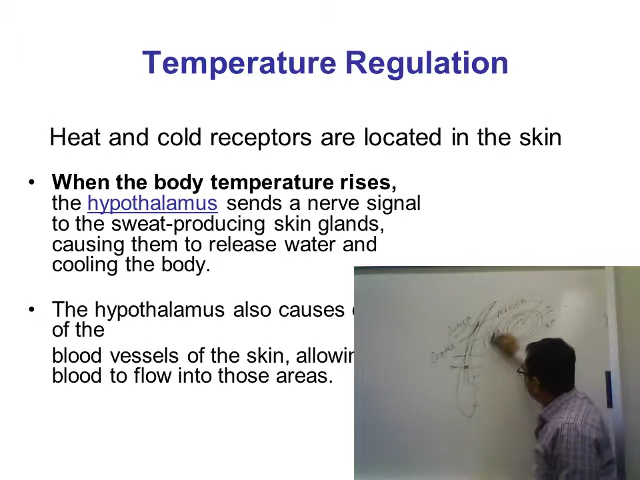 Temperature Regulation
Heat and cold receptors are located in the skin
• When the body temperature rises,
the hypothalamus sends a nerve signal
to the sweat-producing skin glands,
causing them to release water and
cooling the body.
• The hypothalamus also causes
of the
blood vessels of the skin, allowin
blood to flow into those areas.